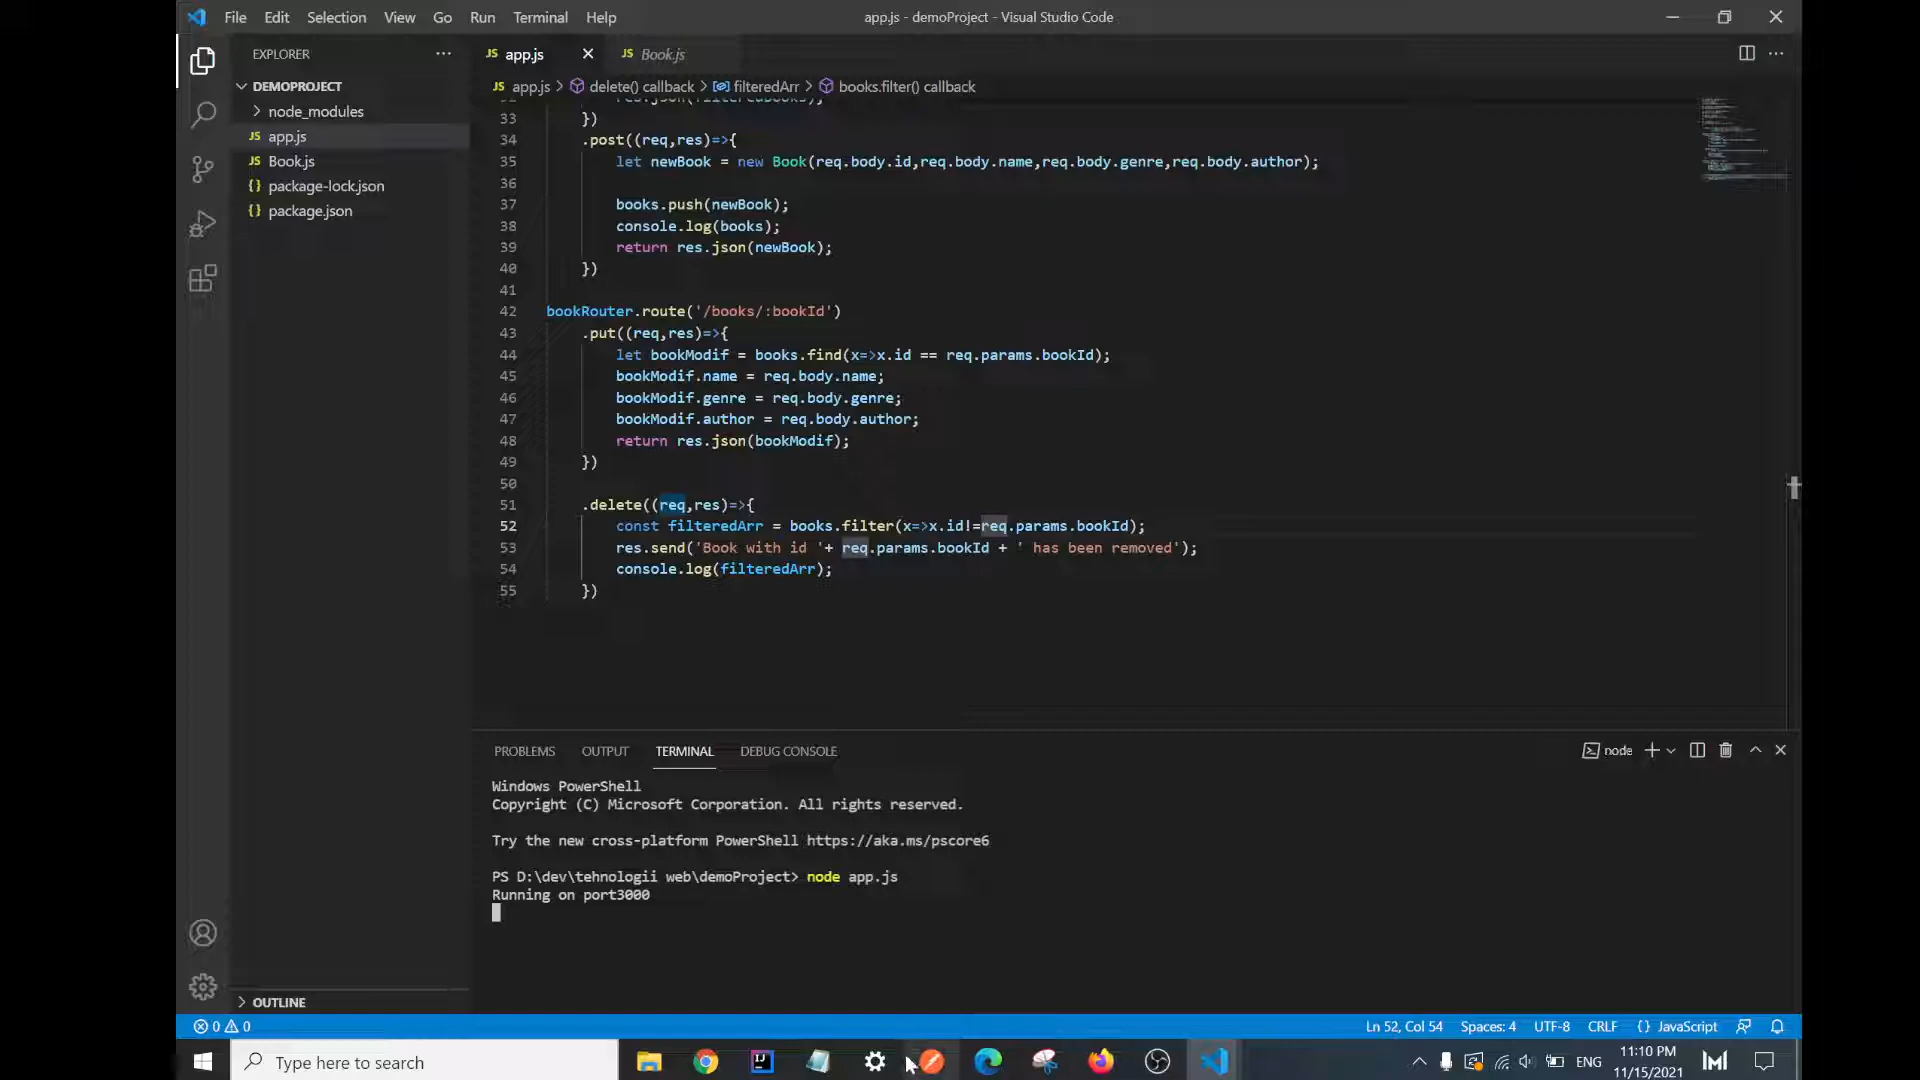 File Edit Selection View Go Run Terminal Help
app.js - demoProject - Visual Studio Code
EXPLORER
DEMOPROJECT
node_modules
JS app.js
JS Book.js
{} package-lock.json
{} package.json
OUTLINE
JS app.js
JS Book.js
JS app.js > delete() callback > filteredArr > books.filter() callback
33 })
34 .post((req,res)=>{
35 let newBook = new Book(req.body.id,req.body.name,req.body.genre,req.body.author);
36
37 books.push(newBook);
38 console.log(books);
39 return res.json(newBook);
40 })
41
42 bookRouter.route('/books/:bookId')
43 .put((req,res)=>{
44 let bookModif = books.find(x=>x.id == req.params.bookId);
45 bookModif.name = req.body.name;
46 bookModif.genre = req.body.genre;
47 bookModif.author = req.body.author;
48 return res.json(bookModif);
49 })
50
51 .delete((req,res)=>{
52 const filteredArr = books.filter(x=>x.id!=req.params.bookId);
53 res.send('Book with id '+ req.params.bookId + ' has been removed');
54 console.log(filteredArr);
55 })
PROBLEMS OUTPUT TERMINAL DEBUG CONSOLE
node
Windows PowerShell
Copyright (C) Microsoft Corporation. All rights reserved.
Try the new cross-platform PowerShell https://aka.ms/pscore6
PS D:\dev\tehnologii web\demoProject> node app.js
Running on port3000
0 0
Ln 52, Col 54 Spaces: 4 UTF-8 CRLF {} JavaScript
Type here to search
ENG
11:10 PM
11/15/2021